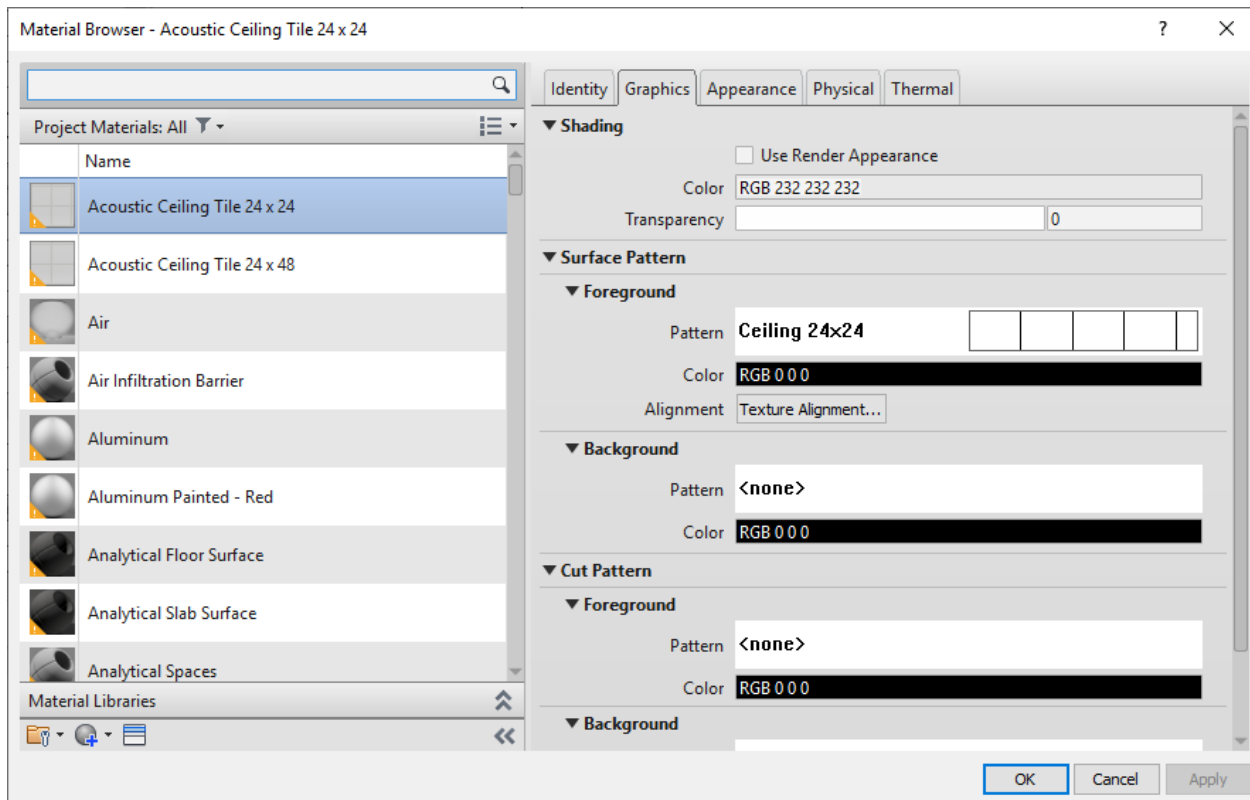 Material Browser - Acoustic Ceiling Tile 24 x 24
?
Project Materials: All
Name
Acoustic Ceiling Tile 24 x 24
Acoustic Ceiling Tile 24 x 48
Air
Air Infiltration Barrier
Aluminum
Aluminum Painted - Red
Analytical Floor Surface
Analytical Slab Surface
Analytical Spaces
Material Libraries
Identity Graphics Appearance Physical Thermal
Shading
Use Render Appearance
Color RGB 232 232 232
Transparency 0
Surface Pattern
Foreground
Pattern Ceiling 24x24
Color RGB 0 0 0
Alignment Texture Alignment...
Background
Pattern <none>
Color RGB 0 0 0
Cut Pattern
Foreground
Pattern <none>
Color RGB 0 0 0
Background
OK Cancel Apply